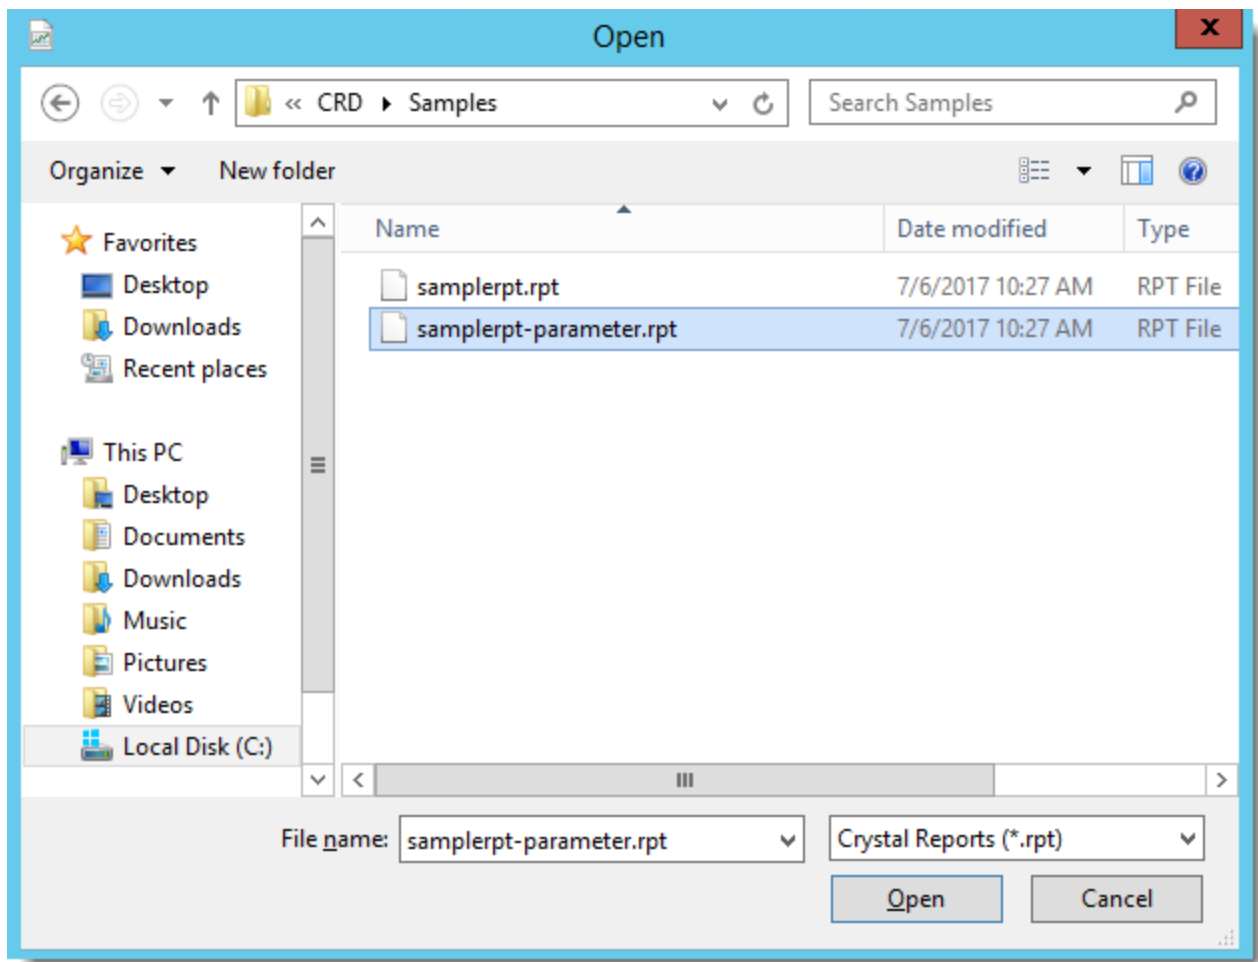 Open
x
« CRD Samples
Search Samples
Organize New folder
Name Date modified Type
Favorites
Desktop
Downloads
Recent places
This PC
Desktop
Documents
Downloads
Music
Pictures
Videos
Local Disk (C:)
samplerpt.rpt 7/6/2017 10:27 AM RPT File
samplerpt-parameter.rpt 7/6/2017 10:27 AM RPT File
File name: samplerpt-parameter.rpt Crystal Reports (*.rpt)
Open Cancel